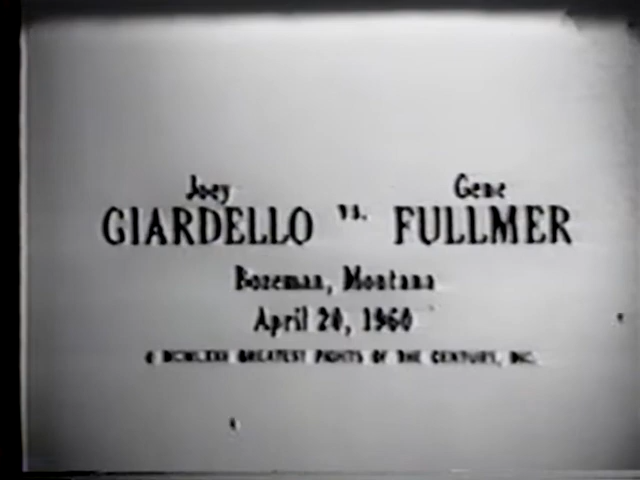 Joey Gene
GIARDELLO vs. FULLMER
Bozeman, Montana
April 20, 1960
GREATEST FIGHTS OF THE CENTURY, INC.